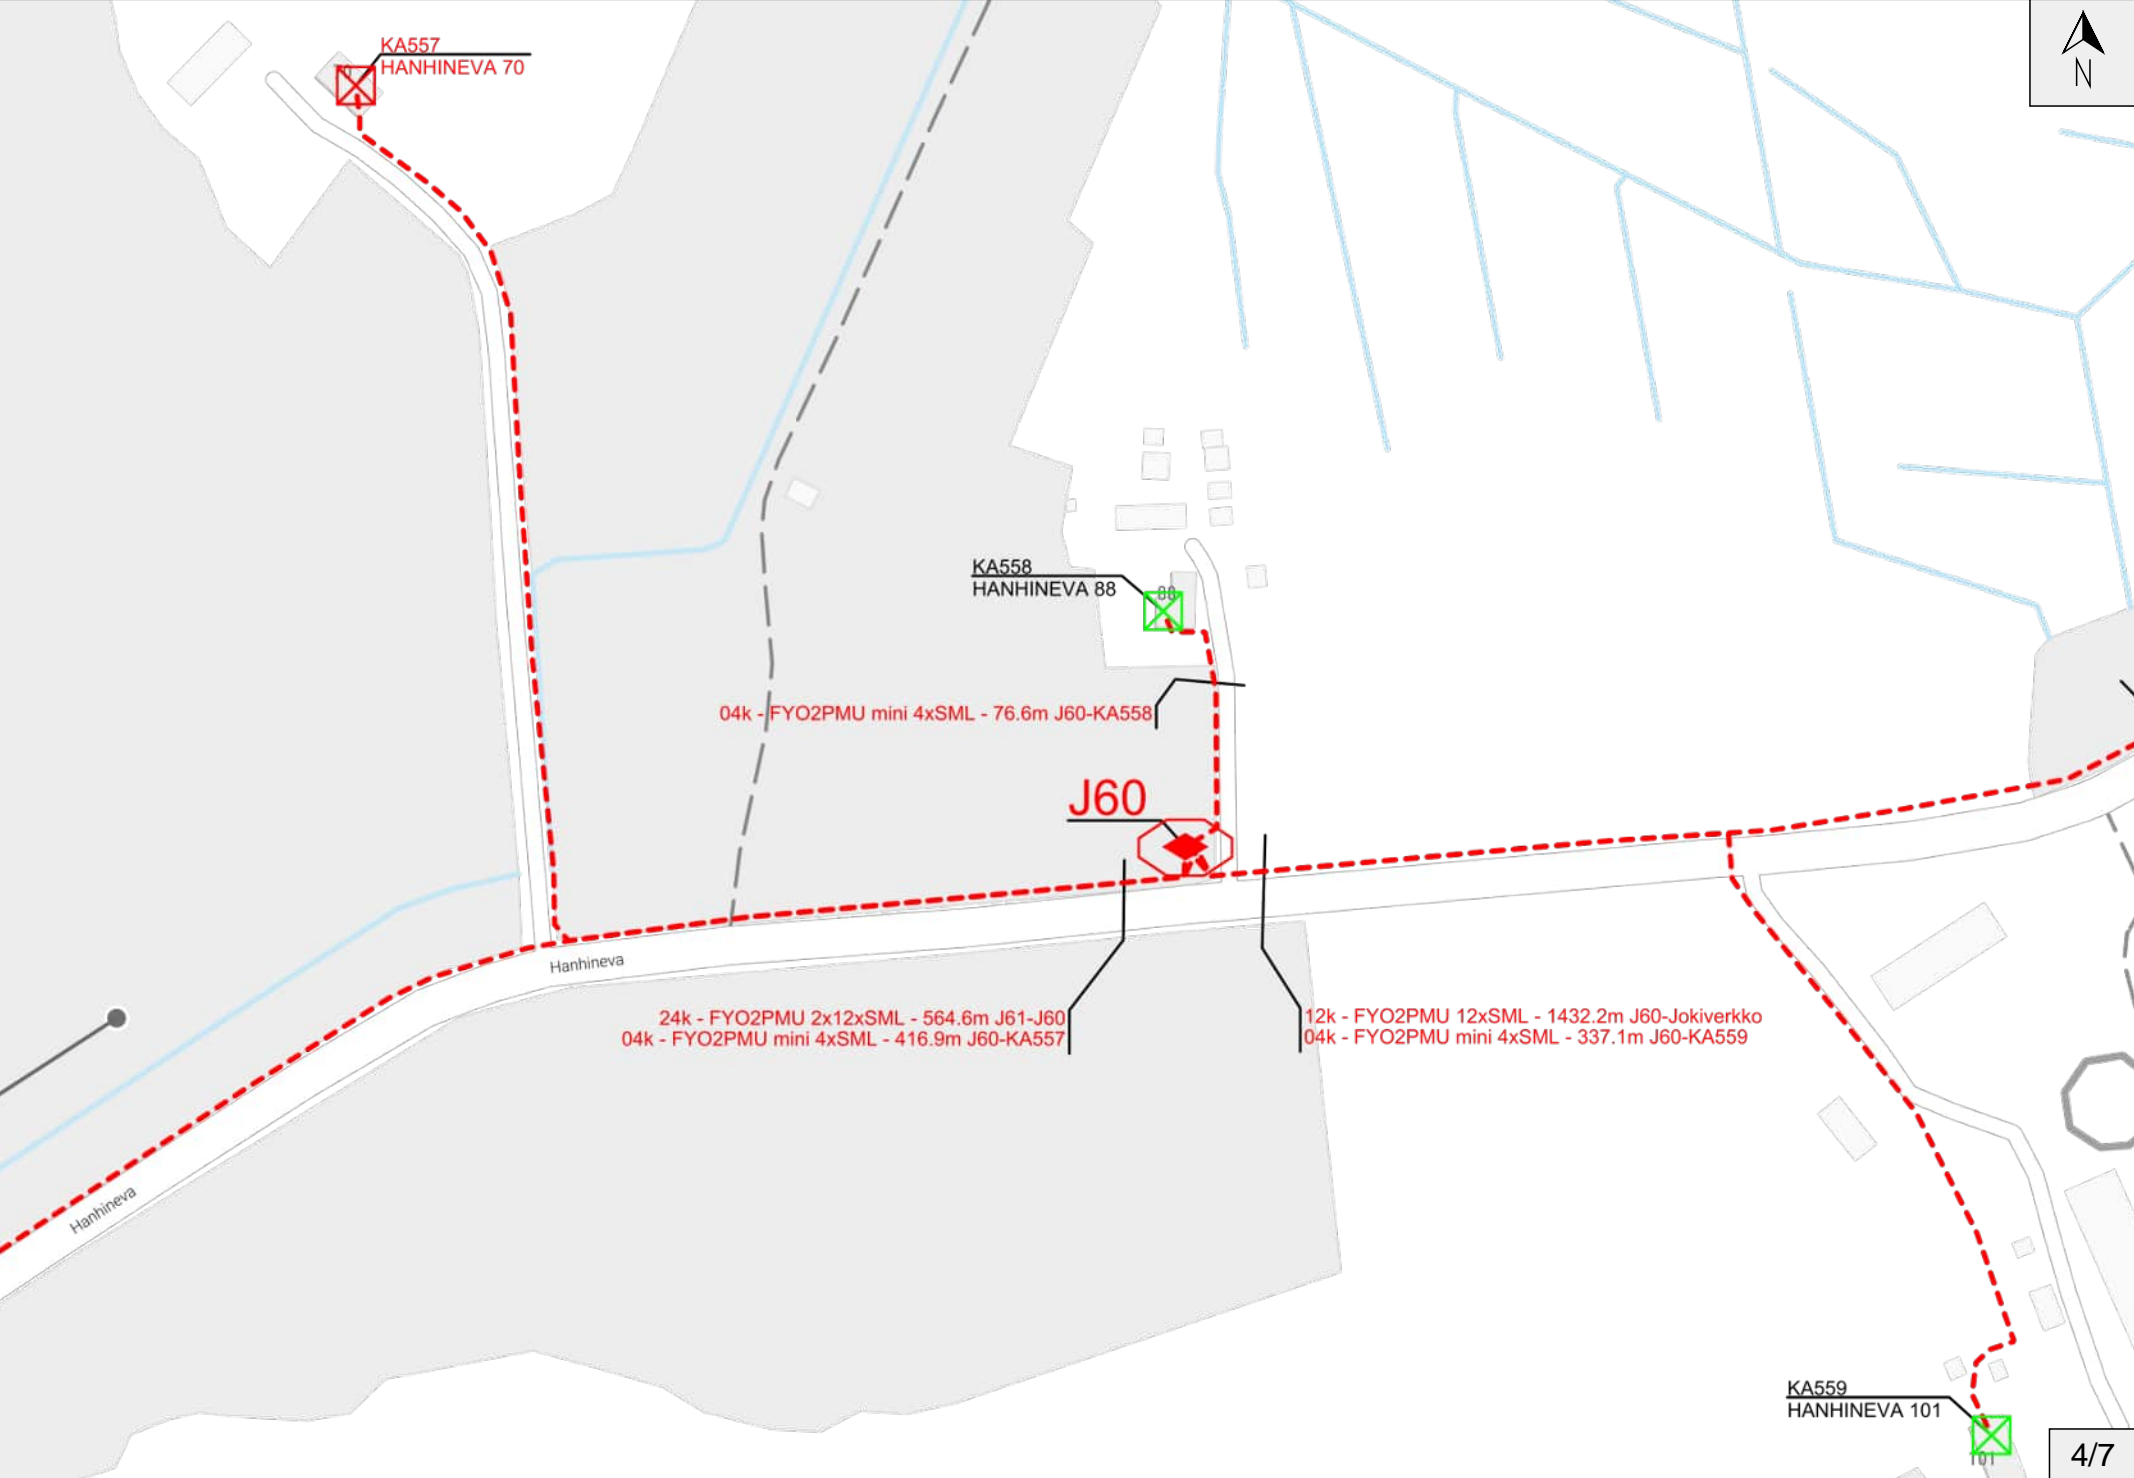 KA557
HANHINEVA 70
N
KA558
HANHINEVA 88
88
04k - FYO2PMU mini 4xSML - 76.6m J60-KA558
J60
Hanhineva
24k - FYO2PMU 2x12xSML - 564.6m J61-J60
04k - FYO2PMU mini 4xSML - 416.9m J60-KA557
12k - FYO2PMU 12xSML - 1432.2m J60-Jokiverkko
04k - FYO2PMU mini 4xSML - 337.1m J60-KA559
Hanhineva
KA559
HANHINEVA 101
101
4/7